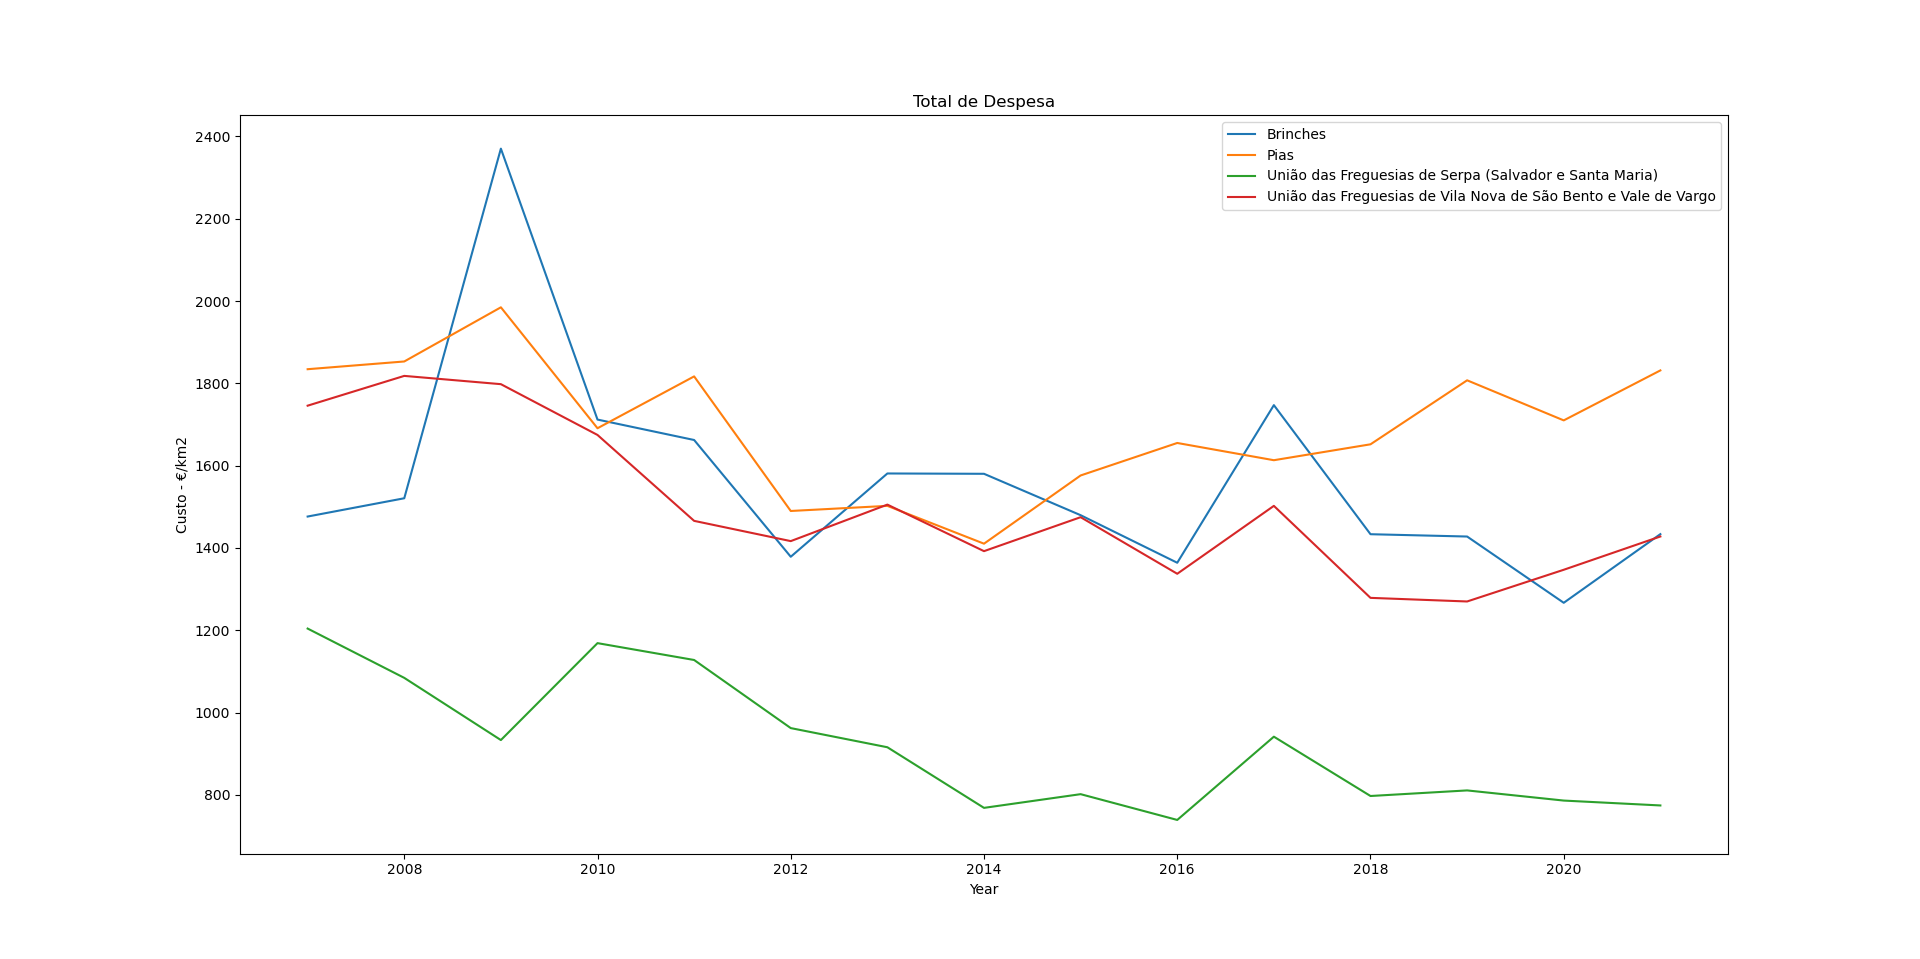 Total de Despesa
Brinches
Pias
União das Freguesias de Serpa (Salvador e Santa Maria)
União das Freguesias de Vila Nova de São Bento e Vale de Vargo
Custo - €/km2
2400
2200
2000
1800
1600
1400
1200
1000
800
2008 2010 2012 2014 2016 2018 2020
Year